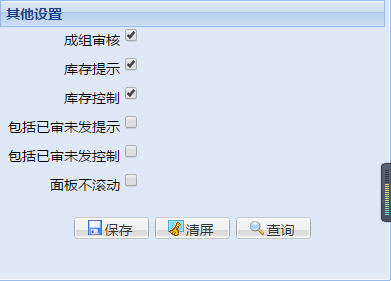 其他设置
成组审核
库存提示
库存控制
包括已审未发提示
包括已审未发控制
面板不滚动
保存 清屏 查询